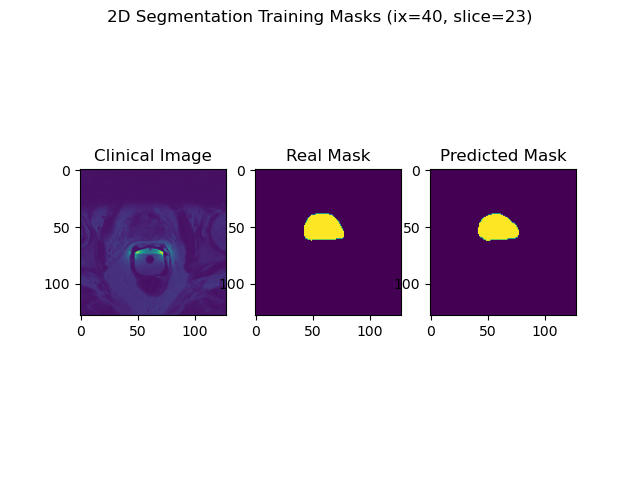 2D Segmentation Training Masks (ix=40, slice=23)
Clinical Image Real Mask Predicted Mask
0 0 0
50 50 50
100 100 100
0 50 100 0 50 100 0 50 100